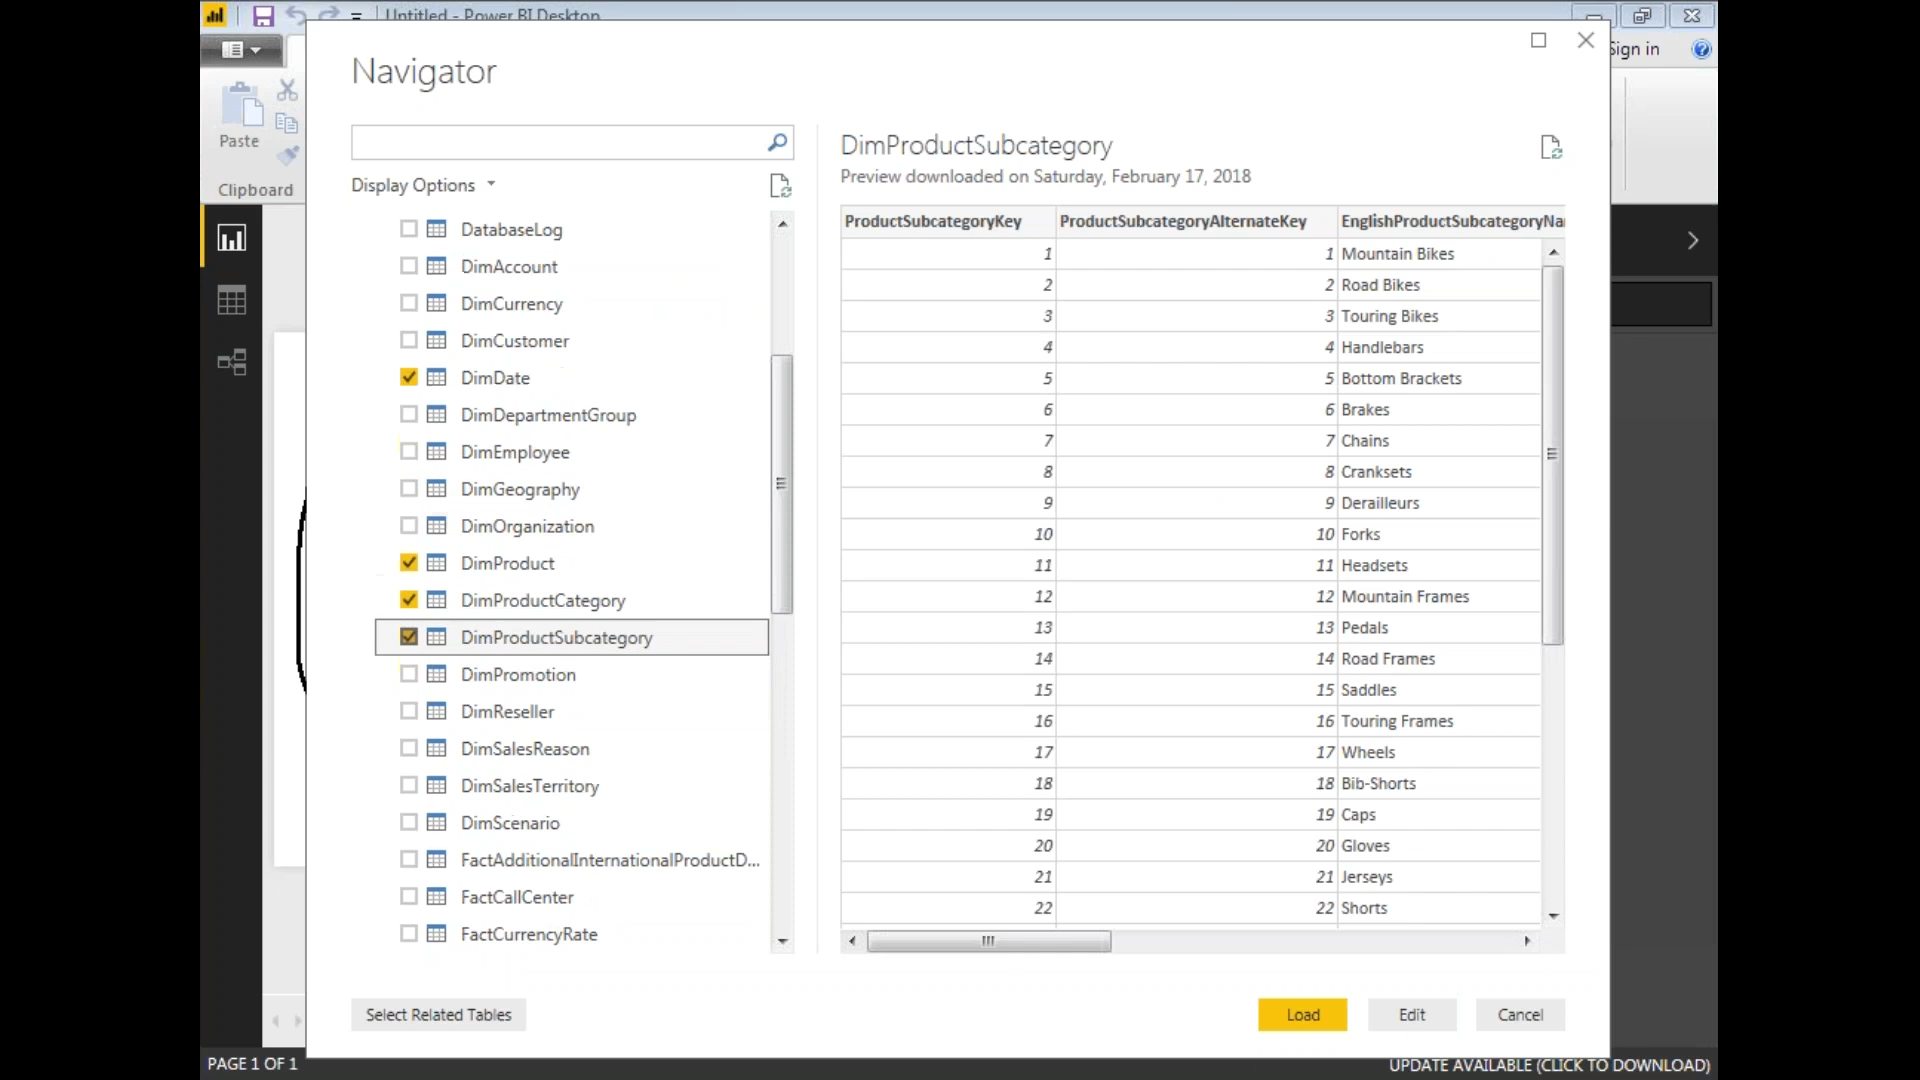 Untitled - Power BI Desktop
Sign in
Paste
Clipboard
Navigator
Display Options
DatabaseLog
DimAccount
DimCurrency
DimCustomer
DimDate
DimDepartmentGroup
DimEmployee
DimGeography
DimOrganization
DimProduct
DimProductCategory
DimProductSubcategory
DimPromotion
DimReseller
DimSalesReason
DimSalesTerritory
DimScenario
FactAdditionalInternationalProductD...
FactCallCenter
FactCurrencyRate
DimProductSubcategory
Preview downloaded on Saturday, February 17, 2018
ProductSubcategoryKey ProductSubcategoryAlternateKey EnglishProductSubcategoryNa
1 1 Mountain Bikes
2 2 Road Bikes
3 3 Touring Bikes
4 4 Handlebars
5 5 Bottom Brackets
6 6 Brakes
7 7 Chains
8 8 Cranksets
9 9 Derailleurs
10 10 Forks
11 11 Headsets
12 12 Mountain Frames
13 13 Pedals
14 14 Road Frames
15 15 Saddles
16 16 Touring Frames
17 17 Wheels
18 18 Bib-Shorts
19 19 Caps
20 20 Gloves
21 21 Jerseys
22 22 Shorts
Select Related Tables Load Edit Cancel
PAGE 1 OF 1 UPDATE AVAILABLE (CLICK TO DOWNLOAD)